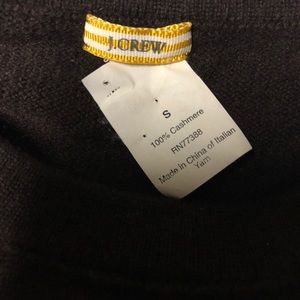 J.CREW
S
100% Cashmere
RN77388
Made in China of Italian
Yarn